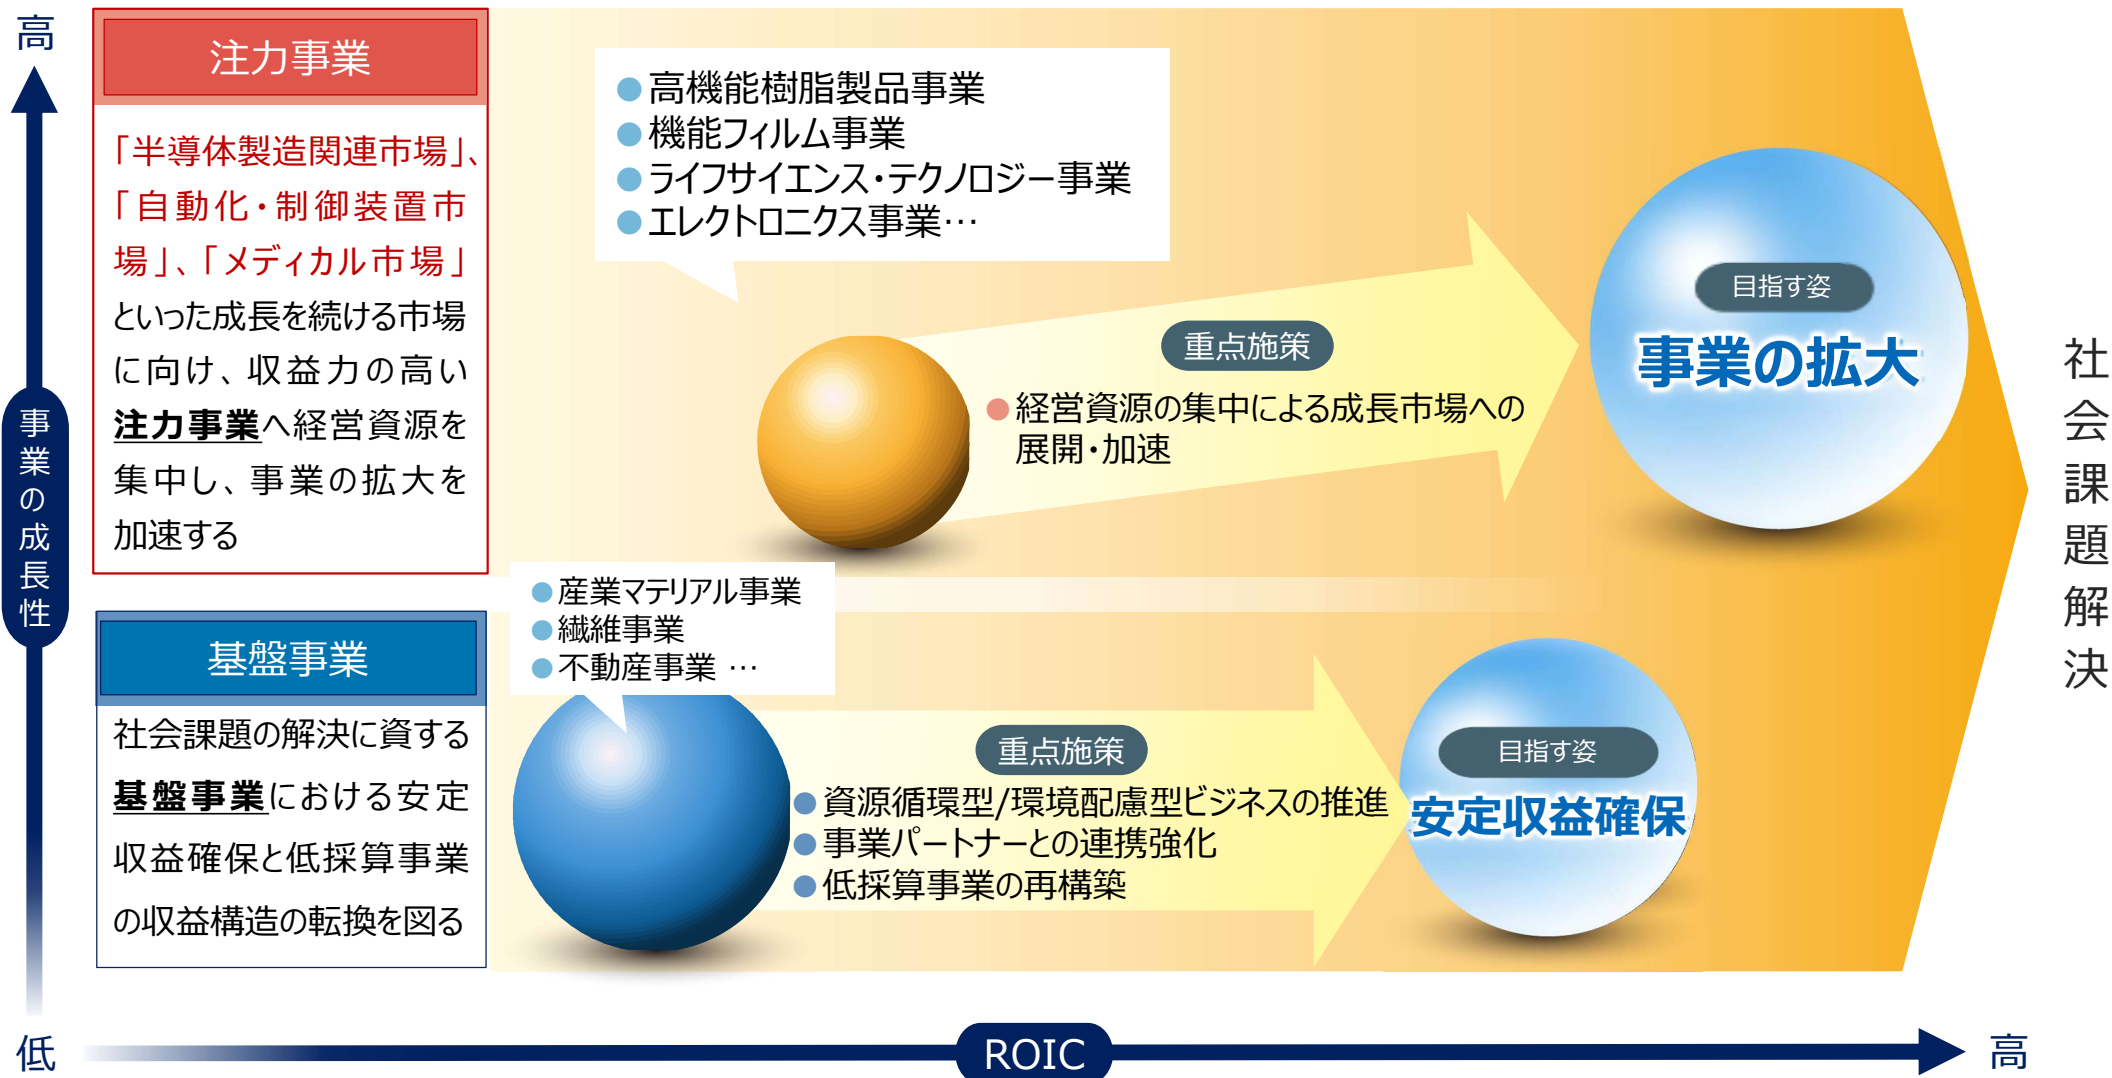 高
事業の成長性
低
注力事業
「半導体製造関連市場」、
「自動化・制御装置市
場」、「メディカル市場」
といった成長を続ける市場
に向け、収益力の高い
注力事業へ経営資源を
集中し、事業の拡大を
加速する
●高機能樹脂製品事業
●機能フィルム事業
●ライフサイエンス・テクノロジー事業
●エレクトロニクス事業…
重点施策
●経営資源の集中による成長市場への
展開・加速
目指す姿
事業の拡大
基盤事業
社会課題の解決に資する
基盤事業における安定
収益確保と低採算事業
の収益構造の転換を図る
●産業マテリアル事業
●繊維事業
●不動産事業 …
重点施策
●資源循環型/環境配慮型ビジネスの推進
●事業パートナーとの連携強化
●低採算事業の再構築
目指す姿
安定収益確保
社会課題解決
ROIC
高